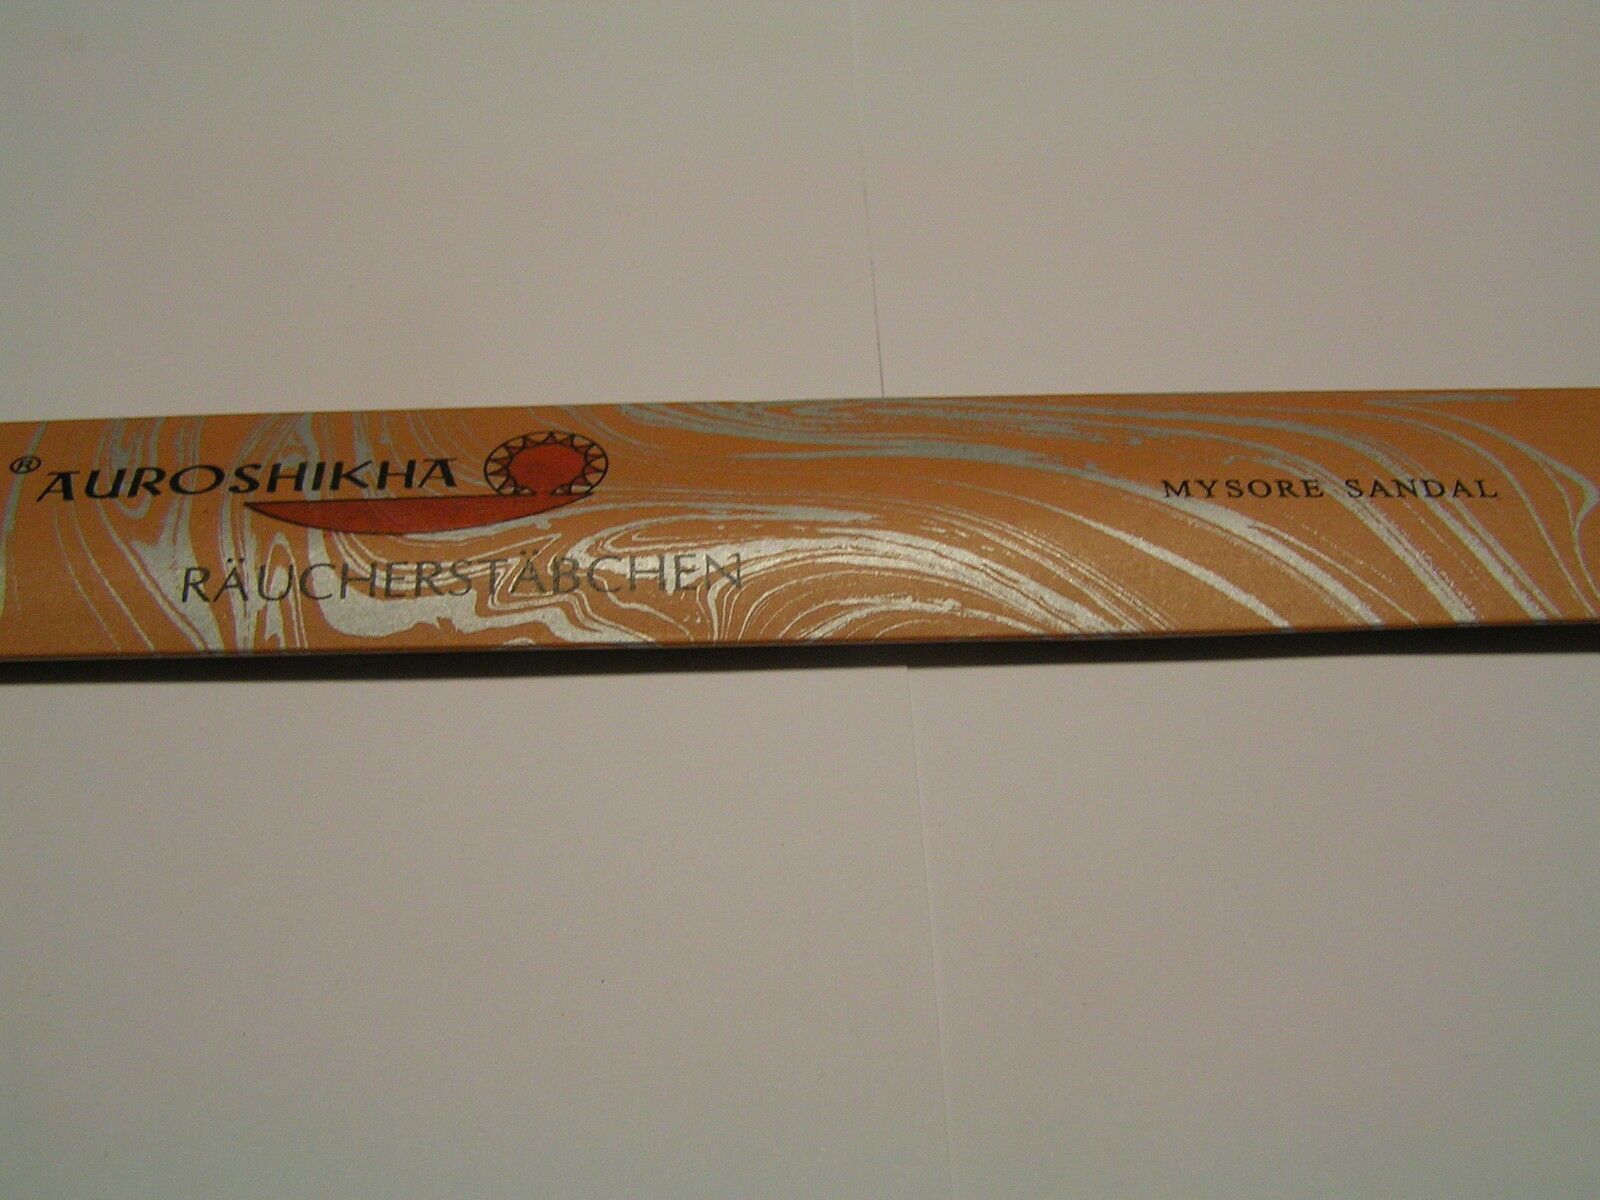 ® AUROSHIKHA
RÄUCHERSTÄBCHEN
MYSORE SANDAL